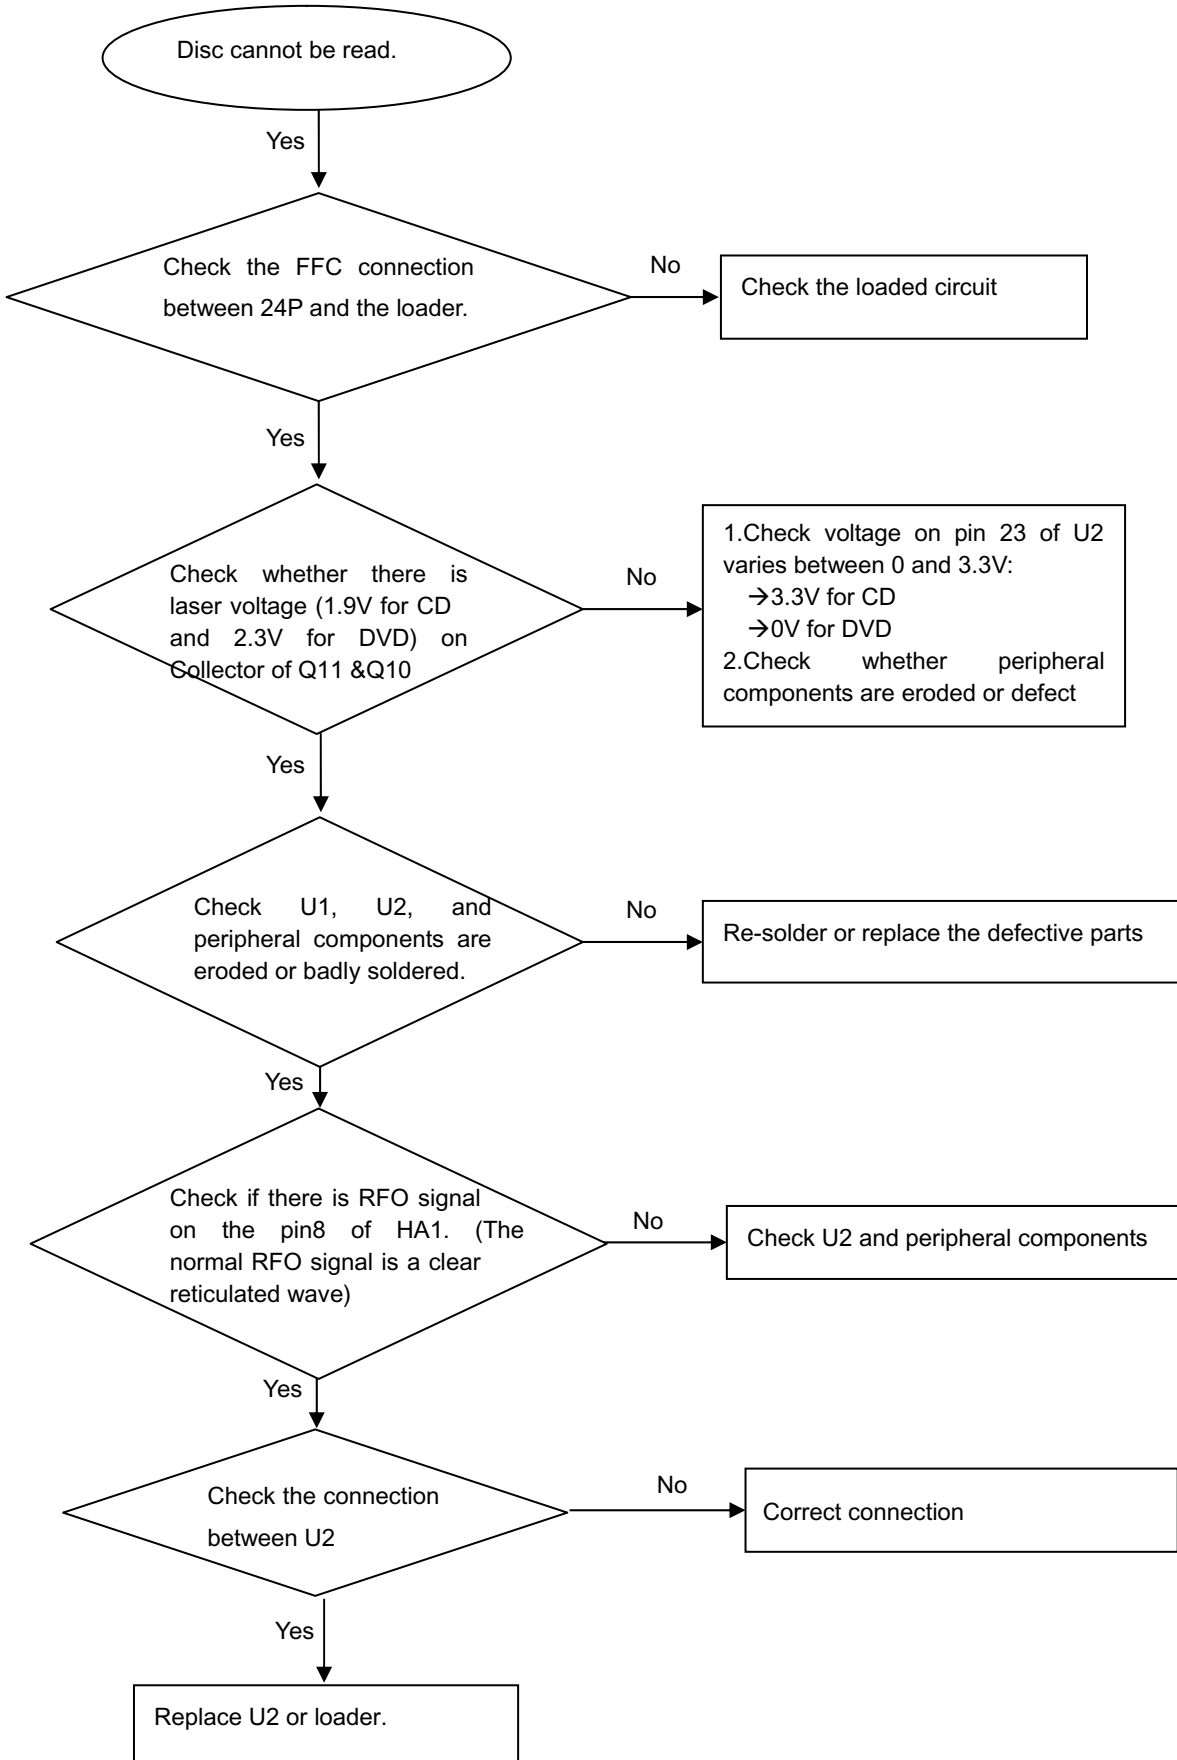 Disc cannot be read.
Yes
Check the FFC connection
between 24P and the loader.
No
Check the loaded circuit
Yes
Check whether there is
laser voltage (1.9V for CD
and 2.3V for DVD) on
Collector of Q11 &Q10
No
1.Check voltage on pin 23 of U2
varies between 0 and 3.3V:
→3.3V for CD
→0V for DVD
2.Check whether peripheral
components are eroded or defect
Yes
Check U1, U2, and
peripheral components are
eroded or badly soldered.
No
Re-solder or replace the defective parts
Yes
Check if there is RFO signal
on the pin8 of HA1. (The
normal RFO signal is a clear
reticulated wave)
No
Check U2 and peripheral components
Yes
Check the connection
between U2
No
Correct connection
Yes
Replace U2 or loader.